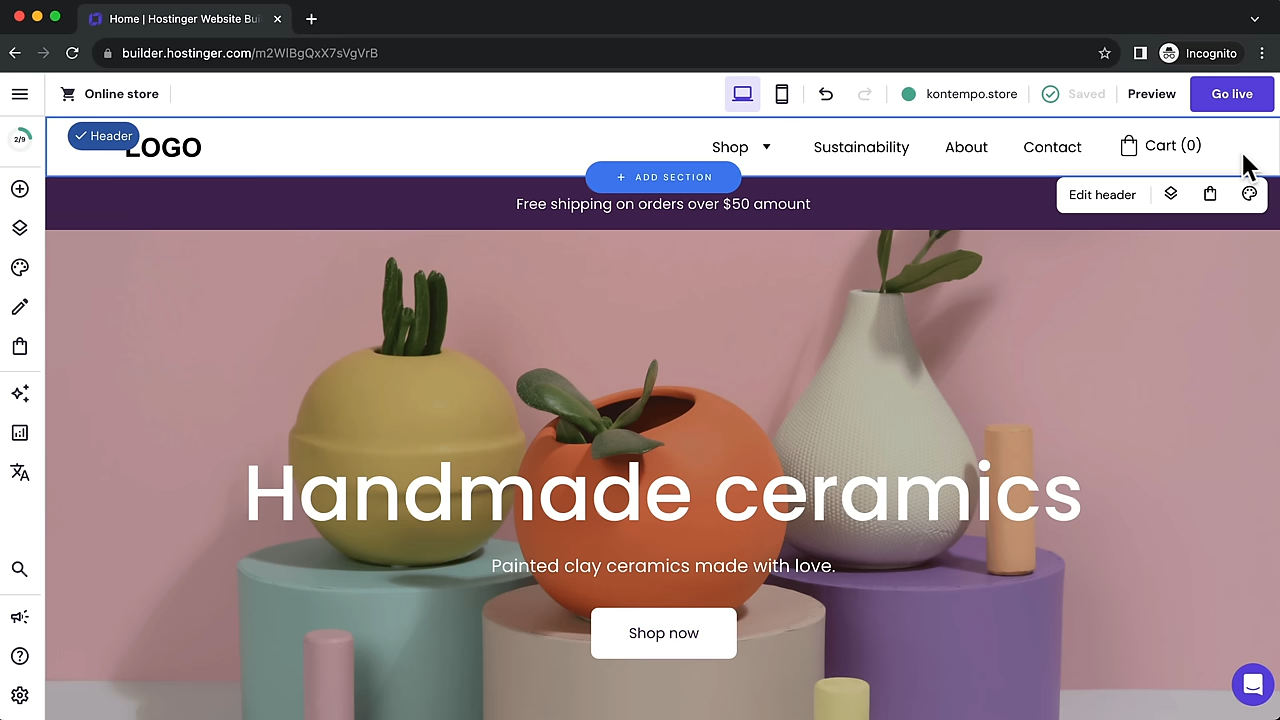 Home | Hostinger Website Bui
builder.hostinger.com/m2WlBgQxX7sVgVrB
Incognito
Online store
kontempo.store
Saved
Preview
Go live
2/9
Header
LOGO
Shop
Sustainability
About
Contact
Cart (0)
+ ADD SECTION
Edit header
Free shipping on orders over $50 amount
Handmade ceramics
Painted clay ceramics made with love.
Shop now